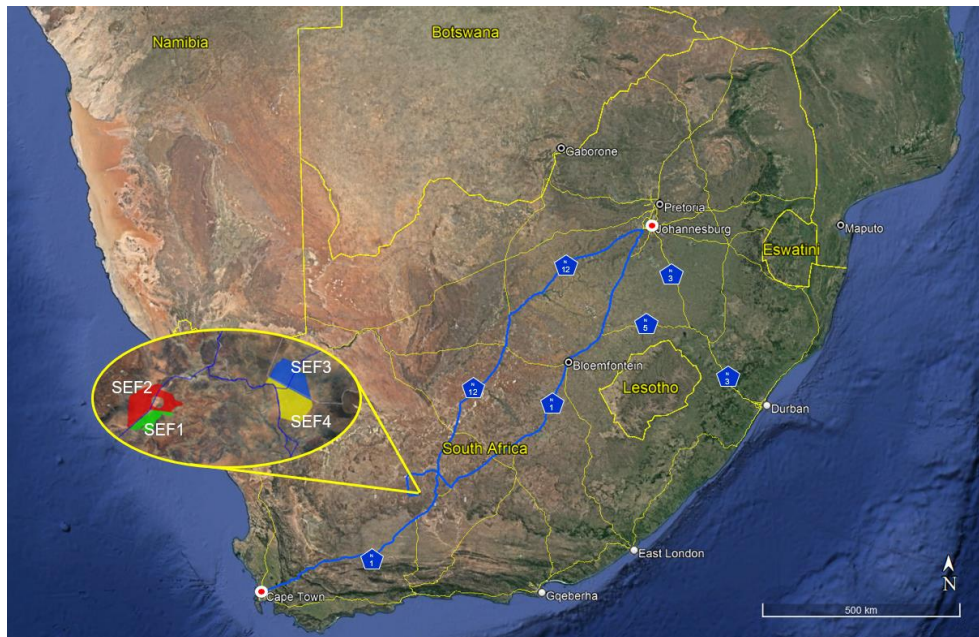 Namibia
Botswana
Gaborone
Pretoria
Johannesburg
Maputo
Eswatini
N
12
N
3
N
5
SEF3
SEF2
SEF4
SEF1
Bloemfontein
Lesotho
N
12
N
1
N
3
Durban
South Africa
East London
N
1
Cape Town
Gqeberha
N
500 km